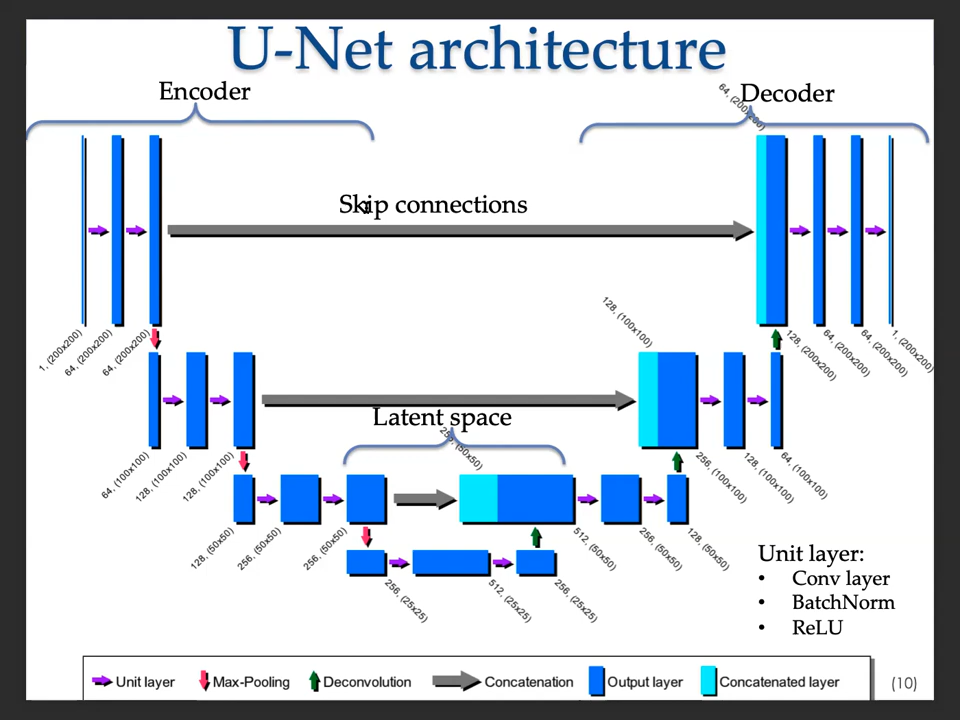 U-Net architecture
Encoder
Decoder
64, (200x200)
Skip connections
1, (200x200)
64, (200x200)
64, (200x200)
128, (200x200)
64, (200x200)
64, (200x200)
1, (200x200)
128, (100x100)
Latent space
256, (50x50)
64, (100x100)
128, (100x100)
128, (100x100)
256, (100x100)
128, (100x100)
64, (100x100)
128, (50x50)
256, (50x50)
256, (50x50)
512, (50x50)
256, (50x50)
128, (50x50)
256, (25x25)
512, (25x25)
256, (25x25)
Unit layer:
• Conv layer
• BatchNorm
• ReLU
Unit layer Max-Pooling Deconvolution Concatenation Output layer Concatenated layer
(10)